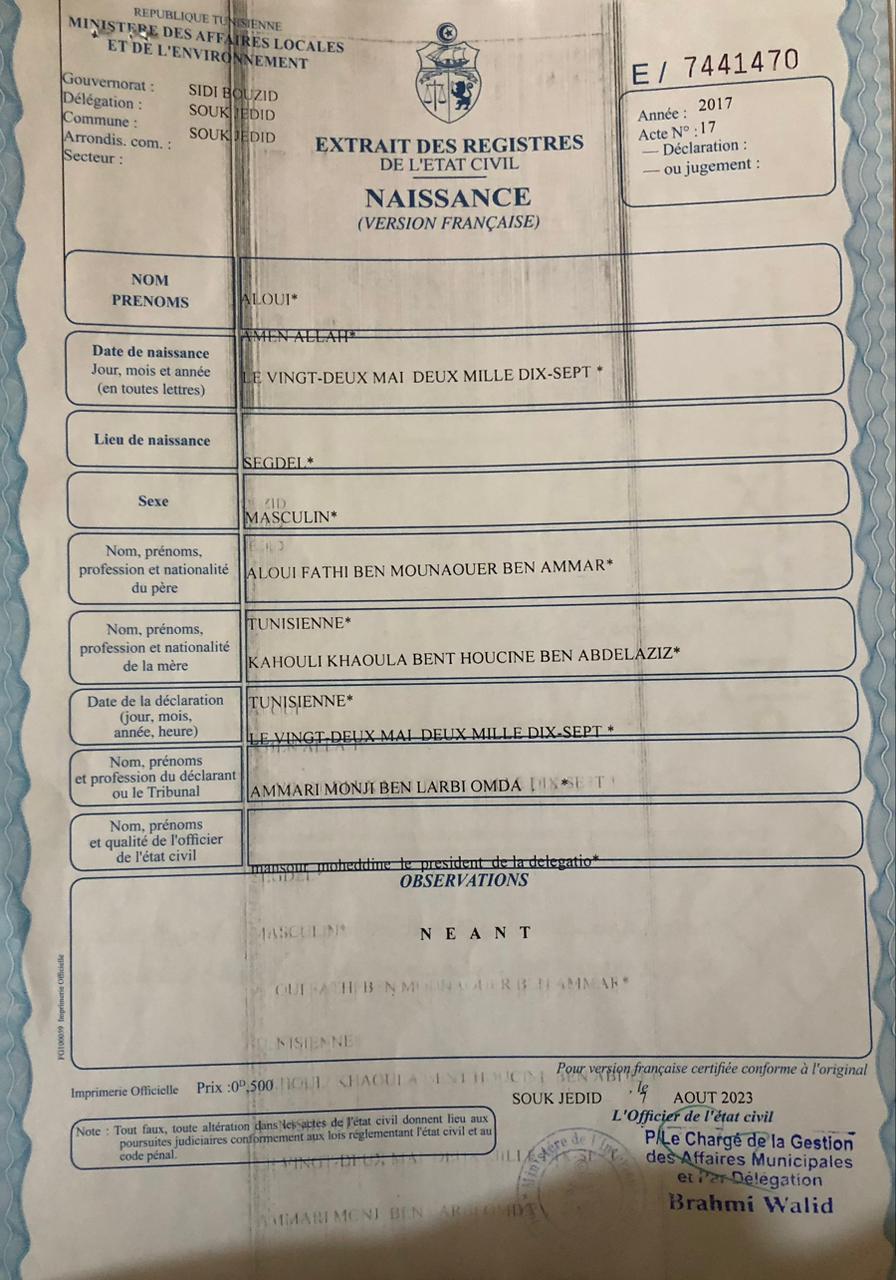 REPUBLIQUE TUNISIENNE
MINISTERE DES AFFAIRES LOCALES
ET DE L'ENVIRONNEMENT
Gouvernorat : SIDI BOUZID
Délégation : SOUK JEDID
Commune : SOUK JEDID
Arrondis. com. :
Secteur :
E / 7441470
Année : 2017
Acte N° : 17
— Déclaration :
— ou jugement :
EXTRAIT DES REGISTRES
DE L'ETAT CIVIL
NAISSANCE
(VERSION FRANÇAISE)
NOM
PRENOMS
ALOUI*
AMEN ALLAH*
Date de naissance
Jour, mois et année
(en toutes lettres)
LE VINGT-DEUX MAI DEUX MILLE DIX-SEPT *
Lieu de naissance
SEGDEL*
Sexe
MASCULIN*
Nom, prénoms,
profession et nationalité
du père
ALOUI FATHI BEN MOUNAOUER BEN AMMAR*
TUNISIENNE*
Nom, prénoms,
profession et nationalité
de la mère
KAHOULI KHAOULA BENT HOUCINE BEN ABDELAZIZ*
TUNISIENNE*
Date de la déclaration
(jour, mois,
année, heure)
LE VINGT-DEUX MAI DEUX MILLE DIX-SEPT *
Nom, prénoms
et profession du déclarant
ou le Tribunal
AMMARI MONJI BEN LARBI OMDA *
Nom, prénoms
et qualité de l'officier
de l'état civil
mansour moheddine le president de la delegatio*
OBSERVATIONS
N E A N T
MASCULIN*
FG100059 Imprimerie Officielle
Pour version française certifiée conforme à l'original
Imprimerie Officielle Prix :0ᴰ,500
SOUK JEDID , le 7 AOUT 2023
L'Officier de l'état civil
Note : Tout faux, toute altération dans les actes de l'état civil donnent lieu aux
poursuites judiciaires conformement aux lois réglementant l'état civil et au
code pénal.
P/Le Chargé de la Gestion
des Affaires Municipales
et Par Délégation
Brahmi Walid